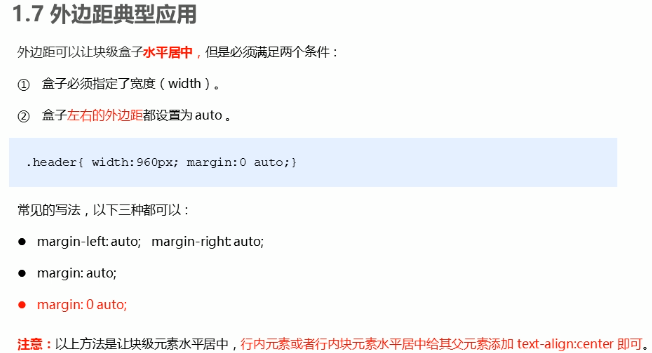 1.7 外边距典型应用
外边距可以让块级盒子水平居中，但是必须满足两个条件：
① 盒子必须指定了宽度（width）。
② 盒子左右的外边距都设置为 auto 。
.header{ width:960px; margin:0 auto;}
常见的写法，以下三种都可以：
● margin-left: auto; margin-right: auto;
● margin: auto;
● margin: 0 auto;
注意：以上方法是让块级元素水平居中，行内元素或者行内块元素水平居中给其父元素添加 text-align:center 即可。